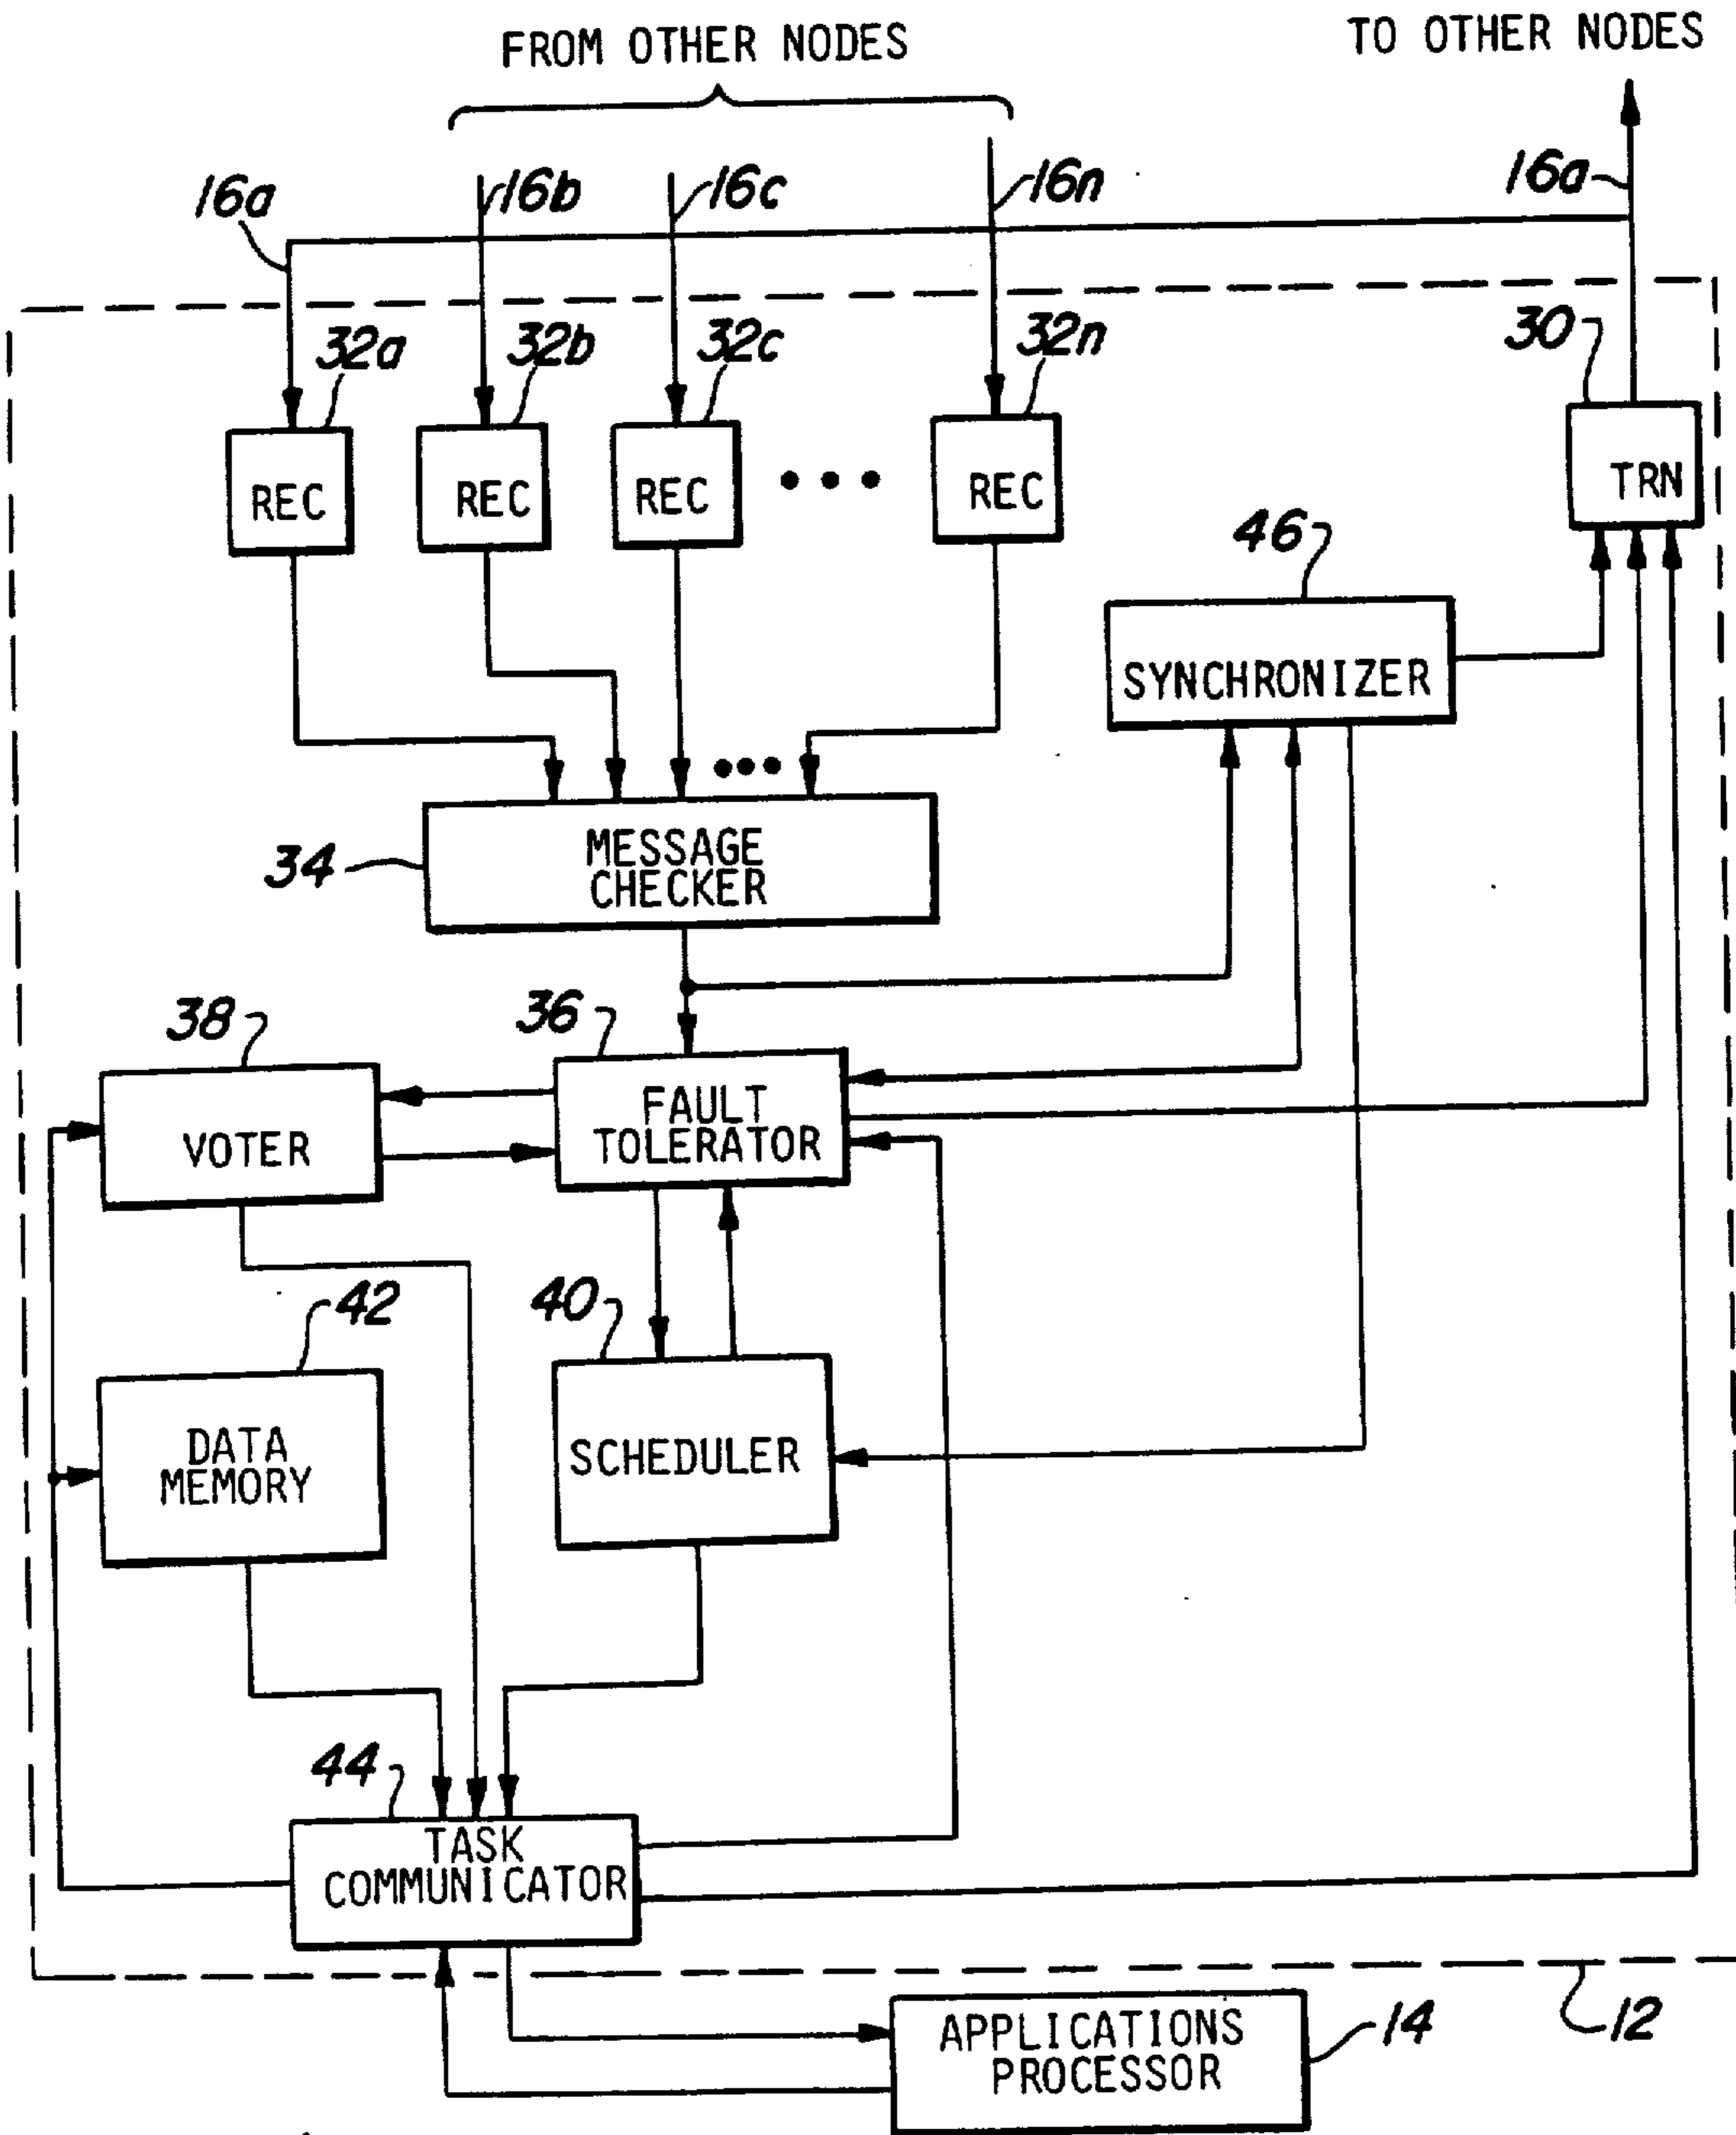 FROM OTHER NODES
TO OTHER NODES
16a
16b
16c
16n
16a
32a
32b
32c
32n
30
REC
REC
REC
REC
TRN
46
SYNCHRONIZER
34
MESSAGE
CHECKER
38
36
VOTER
FAULT
TOLERATOR
42
40
DATA
MEMORY
SCHEDULER
44
TASK
COMMUNICATOR
12
APPLICATIONS
PROCESSOR
14